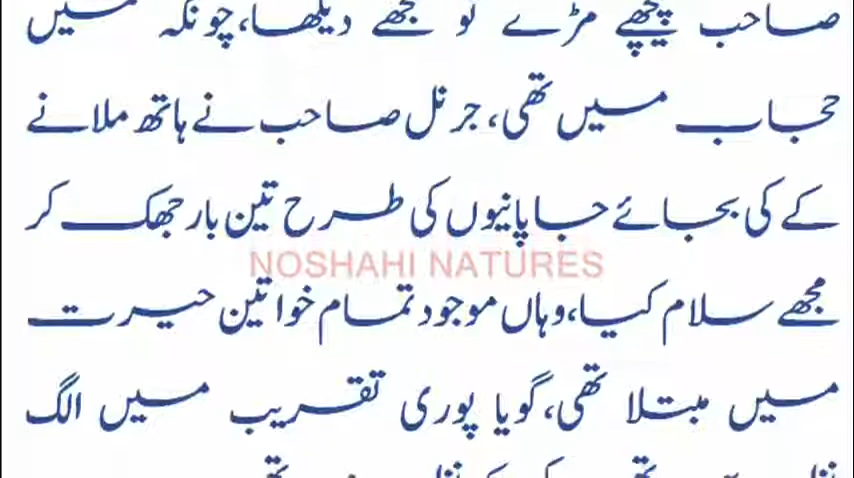 صاحب پیچھے مڑے تو مجھے دیکھا،چونکہ میں
حجاب میں تھی، جرنل صاحب نے ہاتھ ملانے
کے کی بجائے جاپانیوں کی طرح تین بار جھک کر
NOSHAHI NATURES
مجھے سلام کیا،وہاں موجود تمام خواتین حیرت
میں مبتلا تھی، گویا پوری تقریب میں الگ